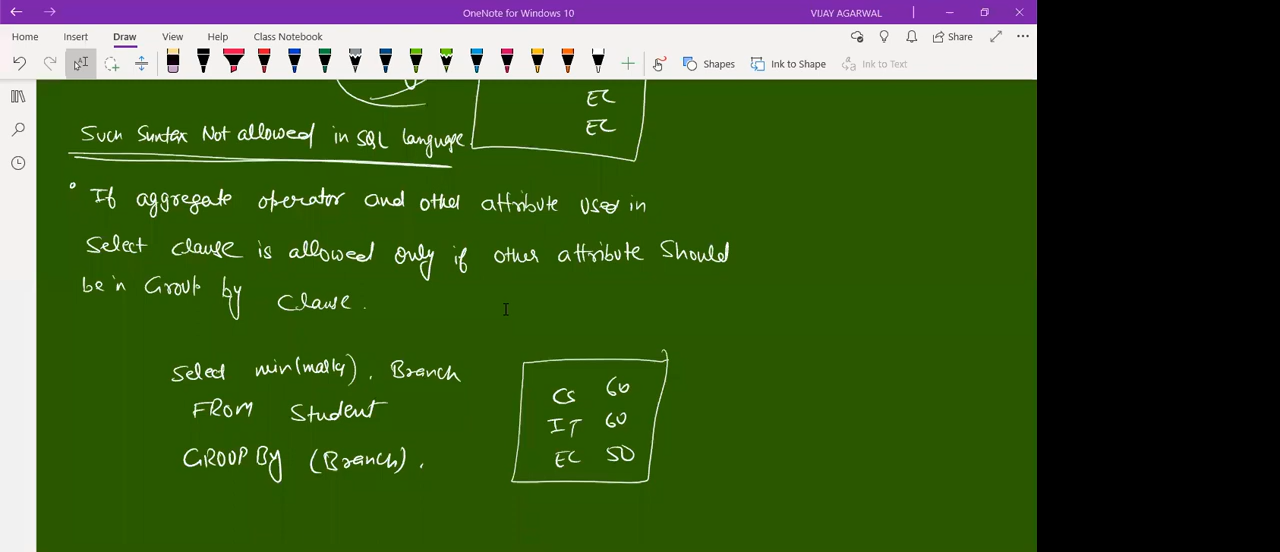 OneNote for Windows 10
VIJAY AGARWAL
Home Insert Draw View Help Class Notebook
Share
Shapes Ink to Shape Ink to Text
EC
EC
Such Syntax Not allowed in SQL language.
If aggregate operator and other attribute used in
Select clause is allowed only if other attribute Should
be in Group by Clause.
Select min(marks), Branch
FROM Student
GROUP By (Branch).
CS 60
IT 60
EC 50